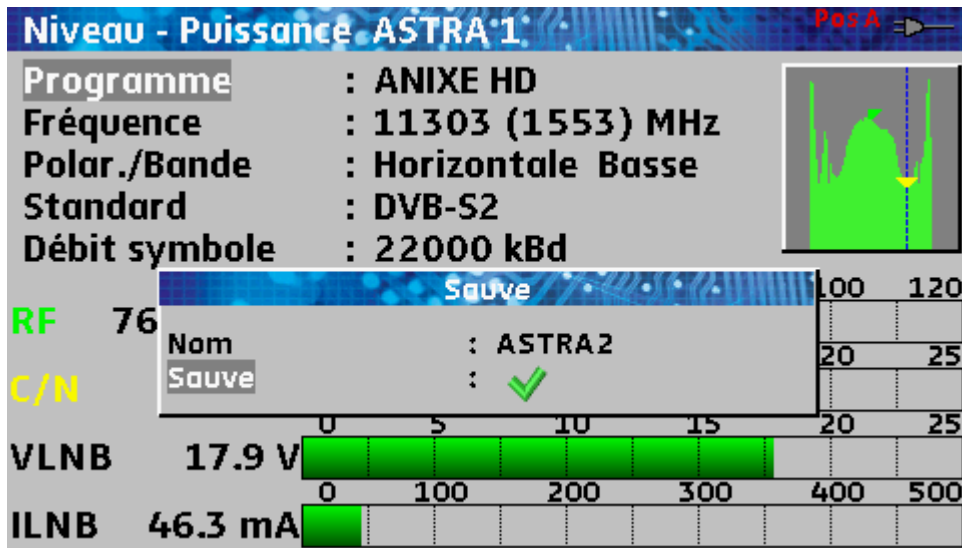 Niveau - Puissance ASTRA 1 Pos A
Programme : ANIXE HD
Fréquence : 11303 (1553) MHz
Polar./Bande : Horizontale Basse
Standard : DVB-S2
Débit symbole : 22000 kBd
Sauve
100 120
RF 76
Nom : ASTRA2
20 25
Sauve :
C/N
0 5 10 15 20 25
VLNB 17.9 V
0 100 200 300 400 500
ILNB 46.3 mA